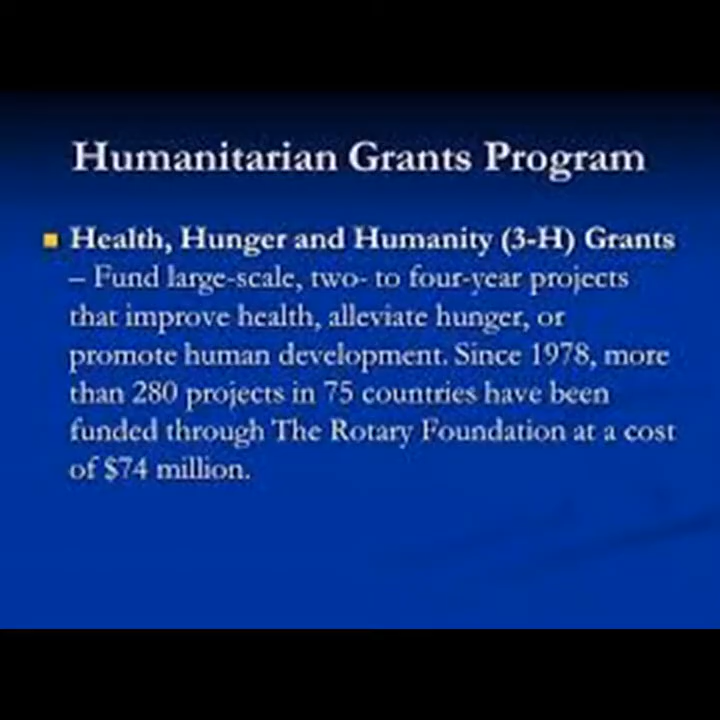 Humanitarian Grants Program
Health, Hunger and Humanity (3-H) Grants
– Fund large-scale, two- to four-year projects
that improve health, alleviate hunger, or
promote human development. Since 1978, more
than 280 projects in 75 countries have been
funded through The Rotary Foundation at a cost
of $74 million.